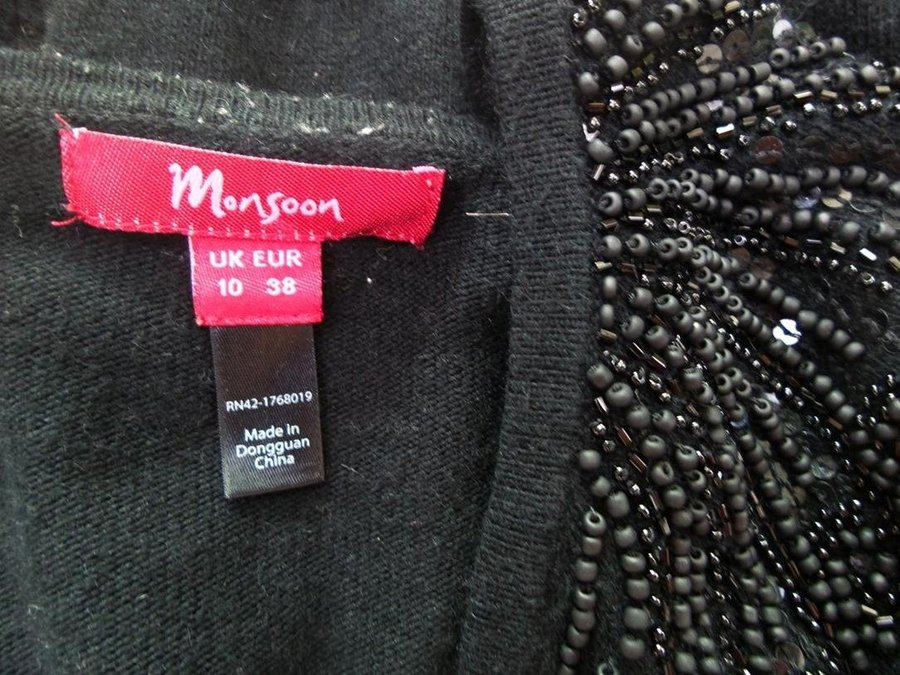 Monsoon
UK EUR
10 38
RN42-1768019
Made in
Dongguan
China